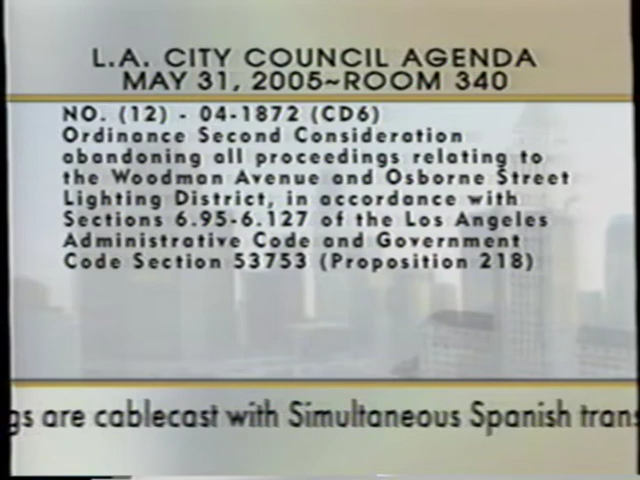 L.A. CITY COUNCIL AGENDA
MAY 31, 2005~ROOM 340
NO. (12) - 04-1872 (CD6)
Ordinance Second Consideration
abandoning all proceedings relating to
the Woodman Avenue and Osborne Street
Lighting District, in accordance with
Sections 6.95-6.127 of the Los Angeles
Administrative Code and Government
Code Section 53753 (Proposition 218)
are cablecast with Simultaneous Spanish